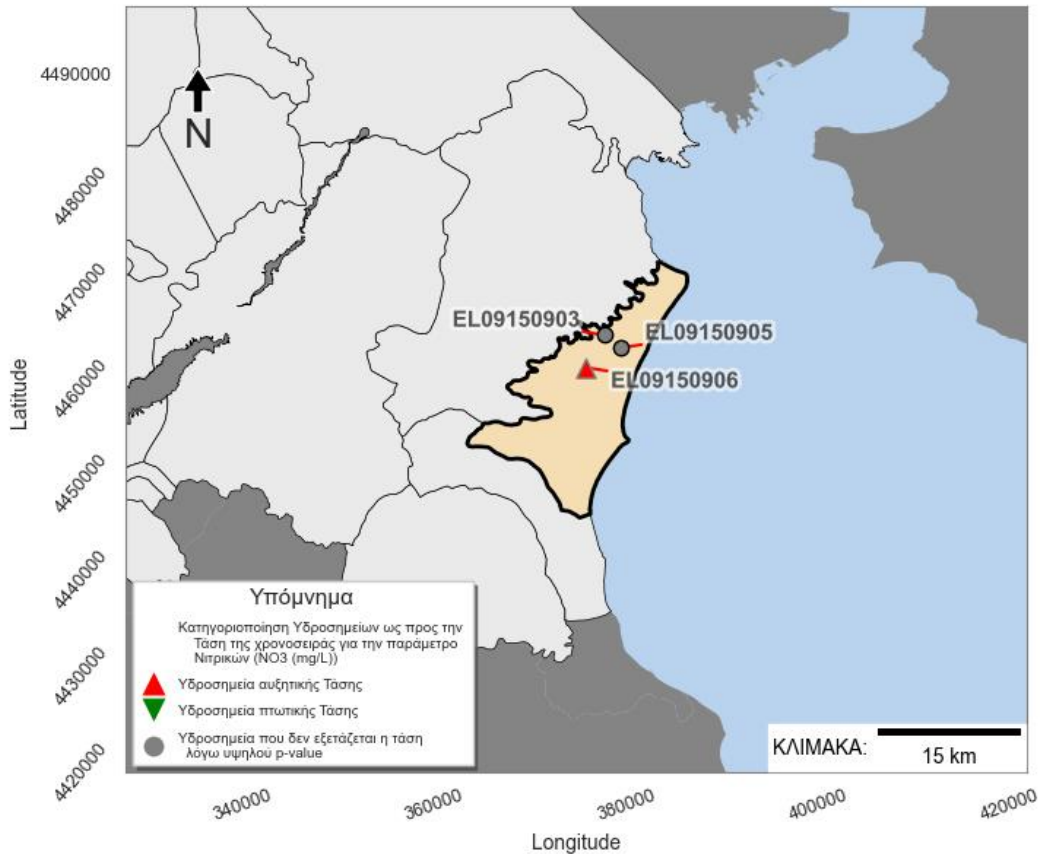 4490000
N
4480000
4470000
EL09150903
EL09150905
EL09150906
4460000
Latitude
4450000
4440000
Υπόμνημα
Κατηγοριοποίηση Υδροσημείων ως προς την
Τάση της χρονοσειράς για την παράμετρο
Νιτρικών (NO3 (mg/L))
Υδροσημεία αυξητικής Τάσης
Υδροσημεία πτωτικής Τάσης
Υδροσημεία που δεν εξετάζεται η τάση
λόγω υψηλού p-value
4430000
4420000
ΚΛΙΜΑΚΑ:
15 km
340000
360000
380000
400000
420000
Longitude